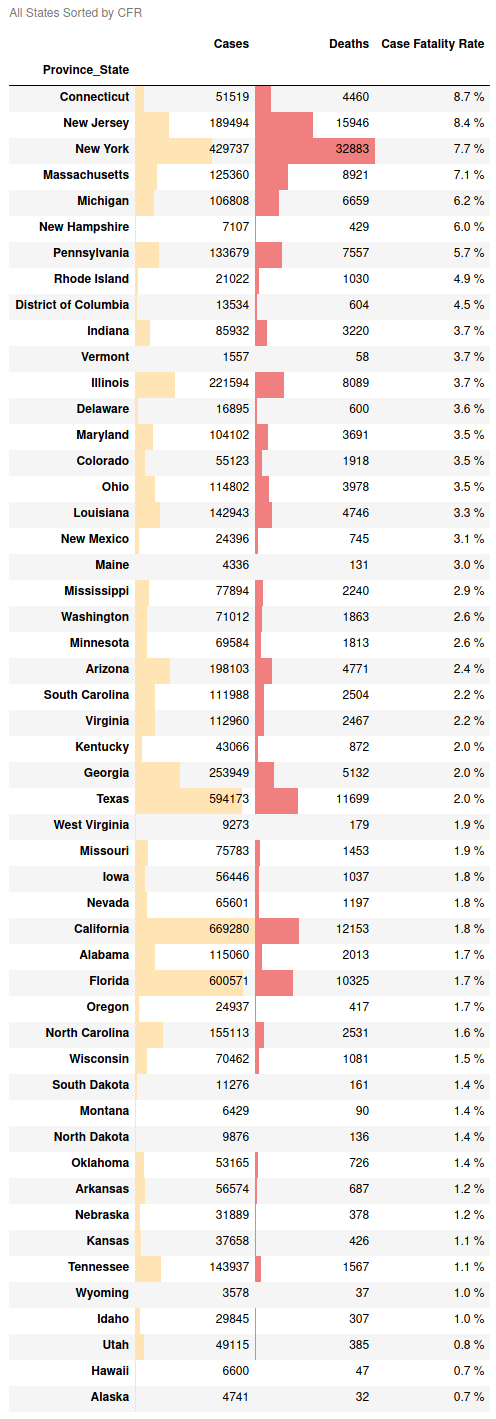 All States Sorted by CFR
Cases Deaths Case Fatality Rate
Province_State
Connecticut 51519 4460 8.7 %
New Jersey 189494 15946 8.4 %
New York 429737 32883 7.7 %
Massachusetts 125360 8921 7.1 %
Michigan 106808 6659 6.2 %
New Hampshire 7107 429 6.0 %
Pennsylvania 133679 7557 5.7 %
Rhode Island 21022 1030 4.9 %
District of Columbia 13534 604 4.5 %
Indiana 85932 3220 3.7 %
Vermont 1557 58 3.7 %
Illinois 221594 8089 3.7 %
Delaware 16895 600 3.6 %
Maryland 104102 3691 3.5 %
Colorado 55123 1918 3.5 %
Ohio 114802 3978 3.5 %
Louisiana 142943 4746 3.3 %
New Mexico 24396 745 3.1 %
Maine 4336 131 3.0 %
Mississippi 77894 2240 2.9 %
Washington 71012 1863 2.6 %
Minnesota 69584 1813 2.6 %
Arizona 198103 4771 2.4 %
South Carolina 111988 2504 2.2 %
Virginia 112960 2467 2.2 %
Kentucky 43066 872 2.0 %
Georgia 253949 5132 2.0 %
Texas 594173 11699 2.0 %
West Virginia 9273 179 1.9 %
Missouri 75783 1453 1.9 %
Iowa 56446 1037 1.8 %
Nevada 65601 1197 1.8 %
California 669280 12153 1.8 %
Alabama 115060 2013 1.7 %
Florida 600571 10325 1.7 %
Oregon 24937 417 1.7 %
North Carolina 155113 2531 1.6 %
Wisconsin 70462 1081 1.5 %
South Dakota 11276 161 1.4 %
Montana 6429 90 1.4 %
North Dakota 9876 136 1.4 %
Oklahoma 53165 726 1.4 %
Arkansas 56574 687 1.2 %
Nebraska 31889 378 1.2 %
Kansas 37658 426 1.1 %
Tennessee 143937 1567 1.1 %
Wyoming 3578 37 1.0 %
Idaho 29845 307 1.0 %
Utah 49115 385 0.8 %
Hawaii 6600 47 0.7 %
Alaska 4741 32 0.7 %